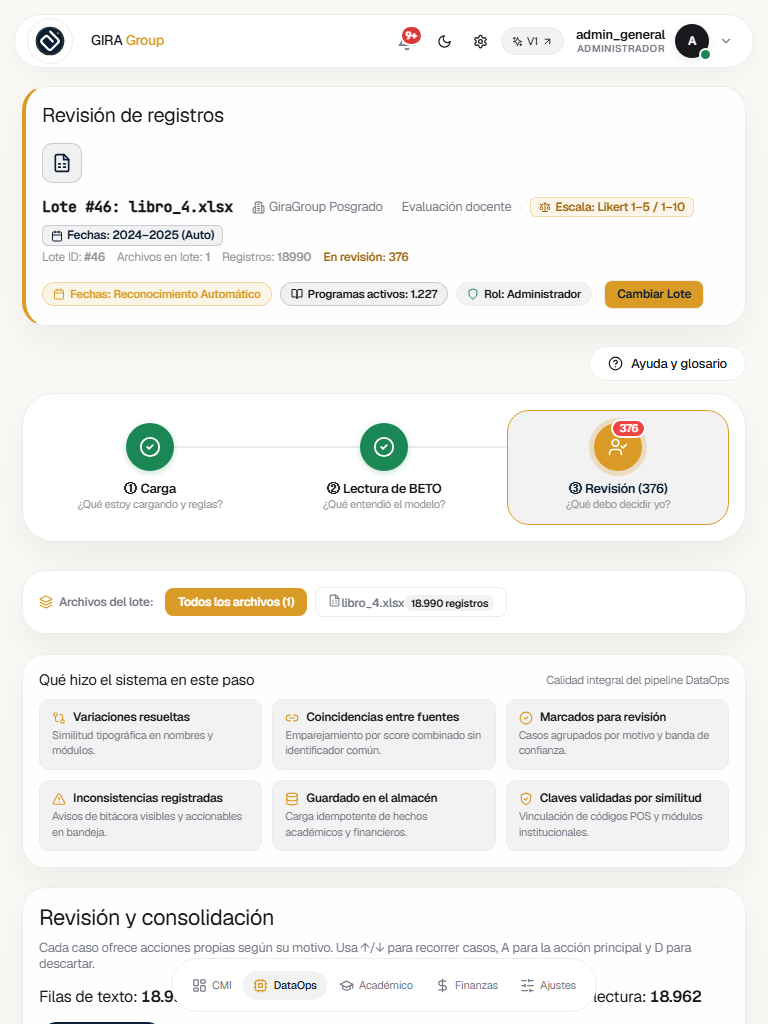 GIRA Group
9+
V1
admin_general
ADMINISTRADOR
A
Revisión de registros
Lote #46: libro_4.xlsx · GiraGroup Posgrado · Evaluación docente · Escala: Likert 1–5 / 1–10 ·
Fechas: 2024–2025 (Auto)
Lote ID: #46 Archivos en lote: 1 Registros: 18990 En revisión: 376
Fechas: Reconocimiento Automático
Programas activos: 1.227
Rol: Administrador
Cambiar Lote
Ayuda y glosario
376
① Carga
¿Qué estoy cargando y reglas?
② Lectura de BETO
¿Qué entendió el modelo?
③ Revisión (376)
¿Qué debo decidir yo?
Archivos del lote:
Todos los archivos (1)
libro_4.xlsx 18.990 registros
Qué hizo el sistema en este paso
Calidad integral del pipeline DataOps
Variaciones resueltas
Similitud tipográfica en nombres y
módulos.
Coincidencias entre fuentes
Emparejamiento por score combinado sin
identificador común.
Marcados para revisión
Casos agrupados por motivo y banda de
confianza.
Inconsistencias registradas
Avisos de bitácora visibles y accionables
en bandeja.
Guardado en el almacén
Carga idempotente de hechos
académicos y financieros.
Claves validadas por similitud
Vinculación de códigos POS y módulos
institucionales.
Revisión y consolidación
Cada caso ofrece acciones propias según su motivo. Usa ↑/↓ para recorrer casos, A para la acción principal y D para
descartar.
Filas de texto: 18.9
lectura: 18.962
CMI
DataOps
Académico
Finanzas
Ajustes